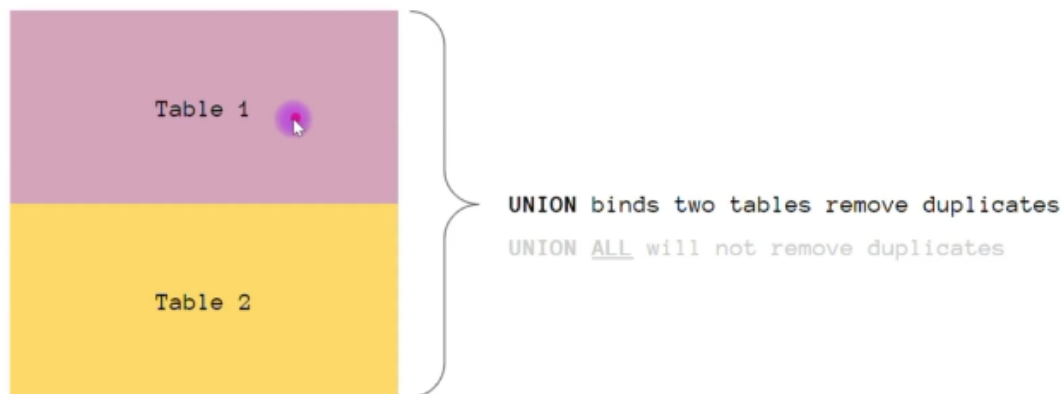 Table 1
UNION binds two tables remove duplicates
UNION ALL will not remove duplicates
Table 2